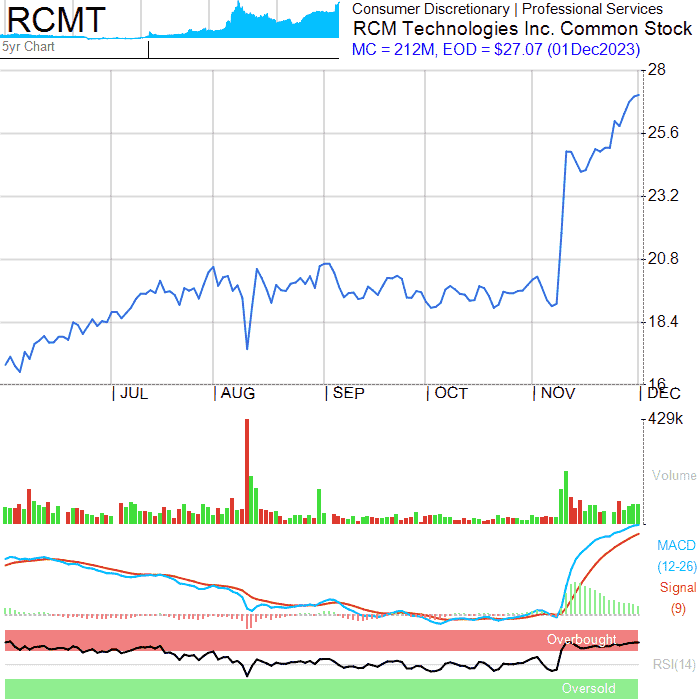 RCMT
5yr Chart
Consumer Discretionary | Professional Services
RCM Technologies Inc. Common Stock
MC = 212M, EOD = $27.07 (01Dec2023)
28
25.6
23.2
20.8
18.4
16
JUL
AUG
SEP
OCT
NOV
DEC
429k
Volume
MACD
(12-26)
Signal
(9)
Overbought
RSI(14)
Oversold